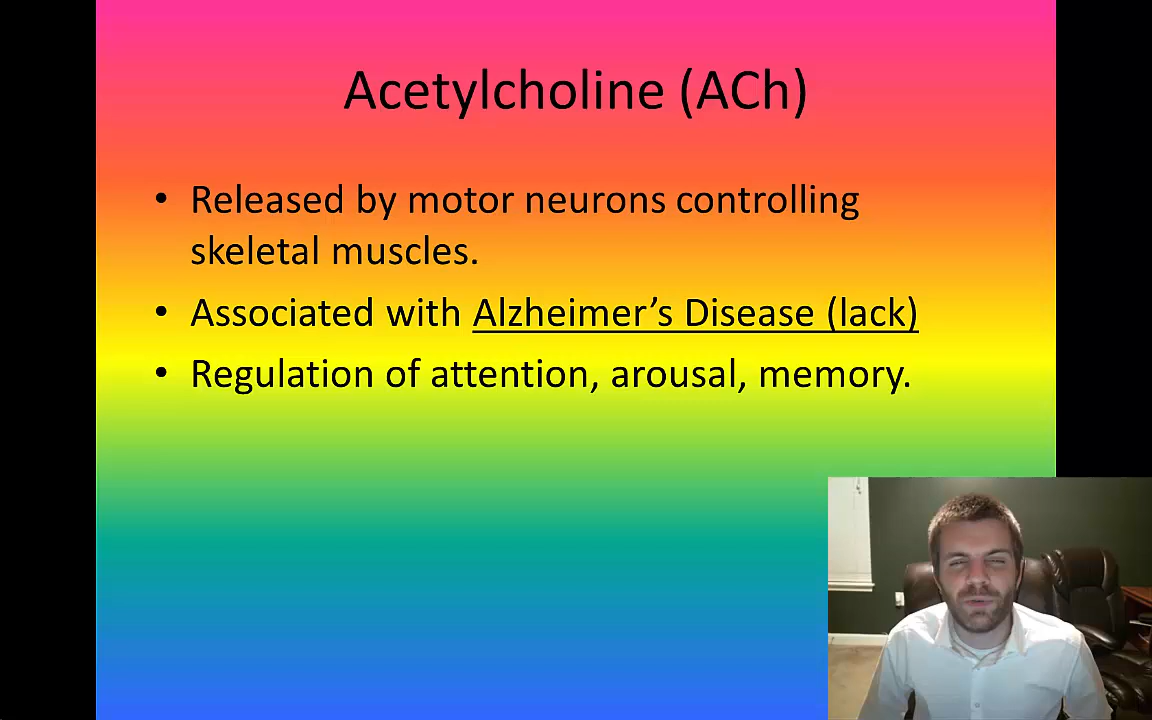 Acetylcholine (ACh)
• Released by motor neurons controlling
skeletal muscles.
• Associated with Alzheimer’s Disease (lack)
• Regulation of attention, arousal, memory.